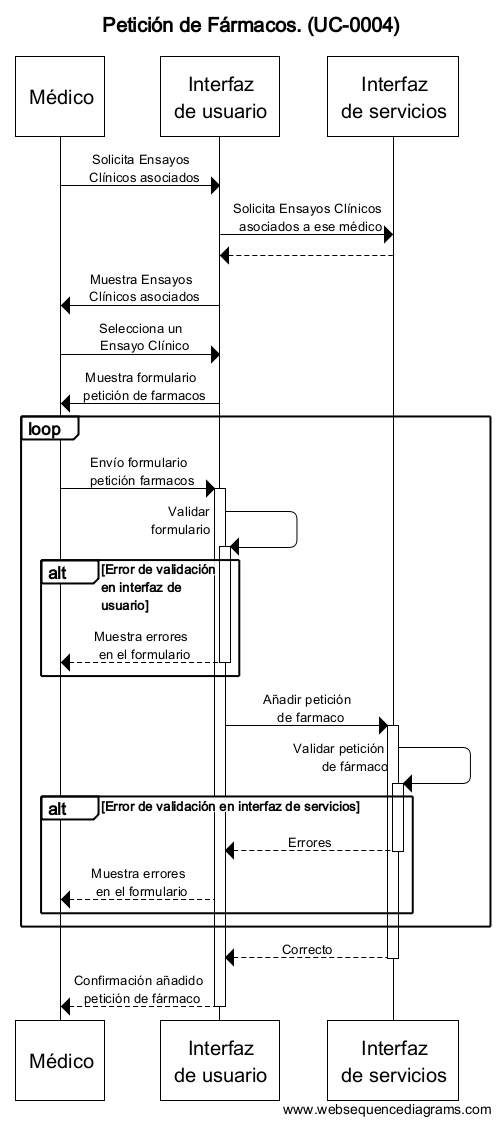 Petición de Fármacos. (UC-0004)
Médico
Interfaz
de usuario
Interfaz
de servicios
Solicita Ensayos
Clínicos asociados
Solicita Ensayos Clínicos
asociados a ese médico
Muestra Ensayos
Clínicos asociados
Selecciona un
Ensayo Clínico
Muestra formulario
petición de farmacos
loop
Envío formulario
petición farmacos
Validar
formulario
alt
[Error de validación
en interfaz de
usuario]
Muestra errores
en el formulario
Añadir petición
de farmaco
Validar petición
de fármaco
alt
[Error de validación en interfaz de servicios]
Errores
Muestra errores
en el formulario
Correcto
Confirmación añadido
petición de fármaco
Médico
Interfaz
de usuario
Interfaz
de servicios
www.websequencediagrams.com